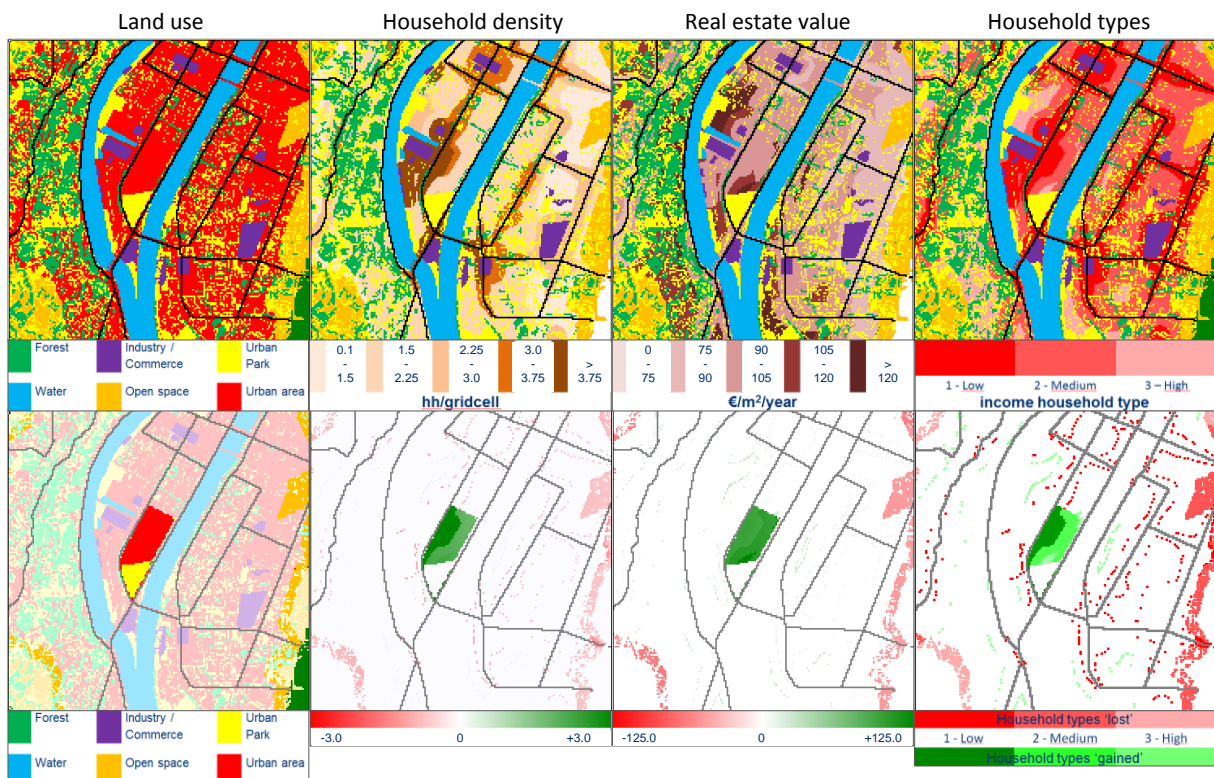 Land use
Household density
Real estate value
Household types
Forest
Industry /
Commerce
Urban
Park
Water
Open space
Urban area
0.1
-
1.5
1.5
-
2.25
2.25
-
3.0
3.0
-
3.75
>
3.75
hh/gridcell
0
-
75
75
-
90
90
-
105
105
-
120
>
120
€/m²/year
1 - Low
2 - Medium
3 – High
income household type
Forest
Industry /
Commerce
Urban
Park
Water
Open space
Urban area
-3.0
0
+3.0
-125.0
0
+125.0
Household types 'lost'
1 - Low
2 - Medium
3 - High
Household types 'gained'